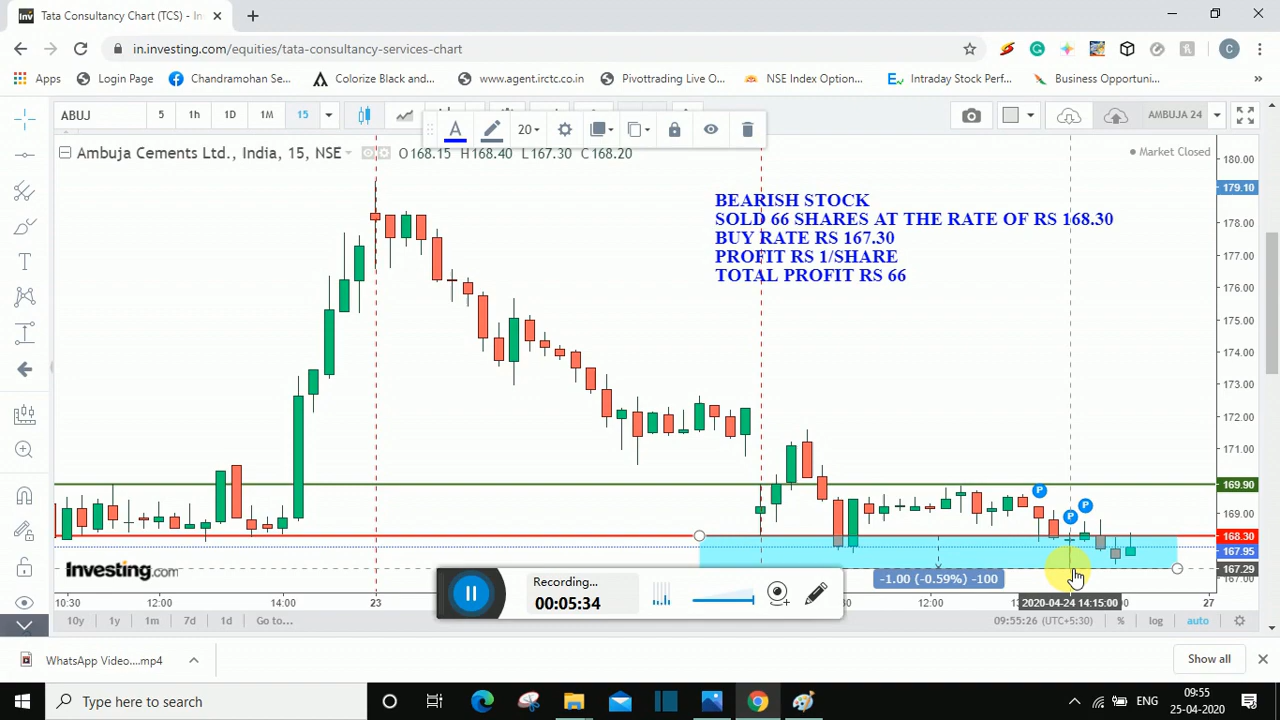 Tata Consultancy Chart (TCS) - In
in.investing.com/equities/tata-consultancy-services-chart
C
Apps
Login Page
Chandramohan Se...
Colorize Black and...
www.agent.irctc.co.in
Pivottrading Live O...
NSE Index Option...
Intraday Stock Perf...
Business Opportuni...
»
ABUJ 5 1h 1D 1M 15
AMBUJA 24
A 20
Ambuja Cements Ltd., India, 15, NSE O168.15 H168.40 L167.30 C168.20
Market Closed
BEARISH STOCK
SOLD 66 SHARES AT THE RATE OF RS 168.30
BUY RATE RS 167.30
PROFIT RS 1/SHARE
TOTAL PROFIT RS 66
180.00
179.10
178.00
177.00
176.00
175.00
174.00
173.00
172.00
171.00
169.90
169.00
168.30
167.95
167.29
167.00
P
P
P
Investing.com
-1.00 (-0.59%) -100
Recording...
00:05:34
10:30 12:00 14:00 23 12:00 27
2020-04-24 14:15:00
10y 1y 1m 7d 1d Go to...
09:55:26 (UTC+5:30) % log auto
WhatsApp Video....mp4
Show all
Type here to search
ENG
09:55
25-04-2020